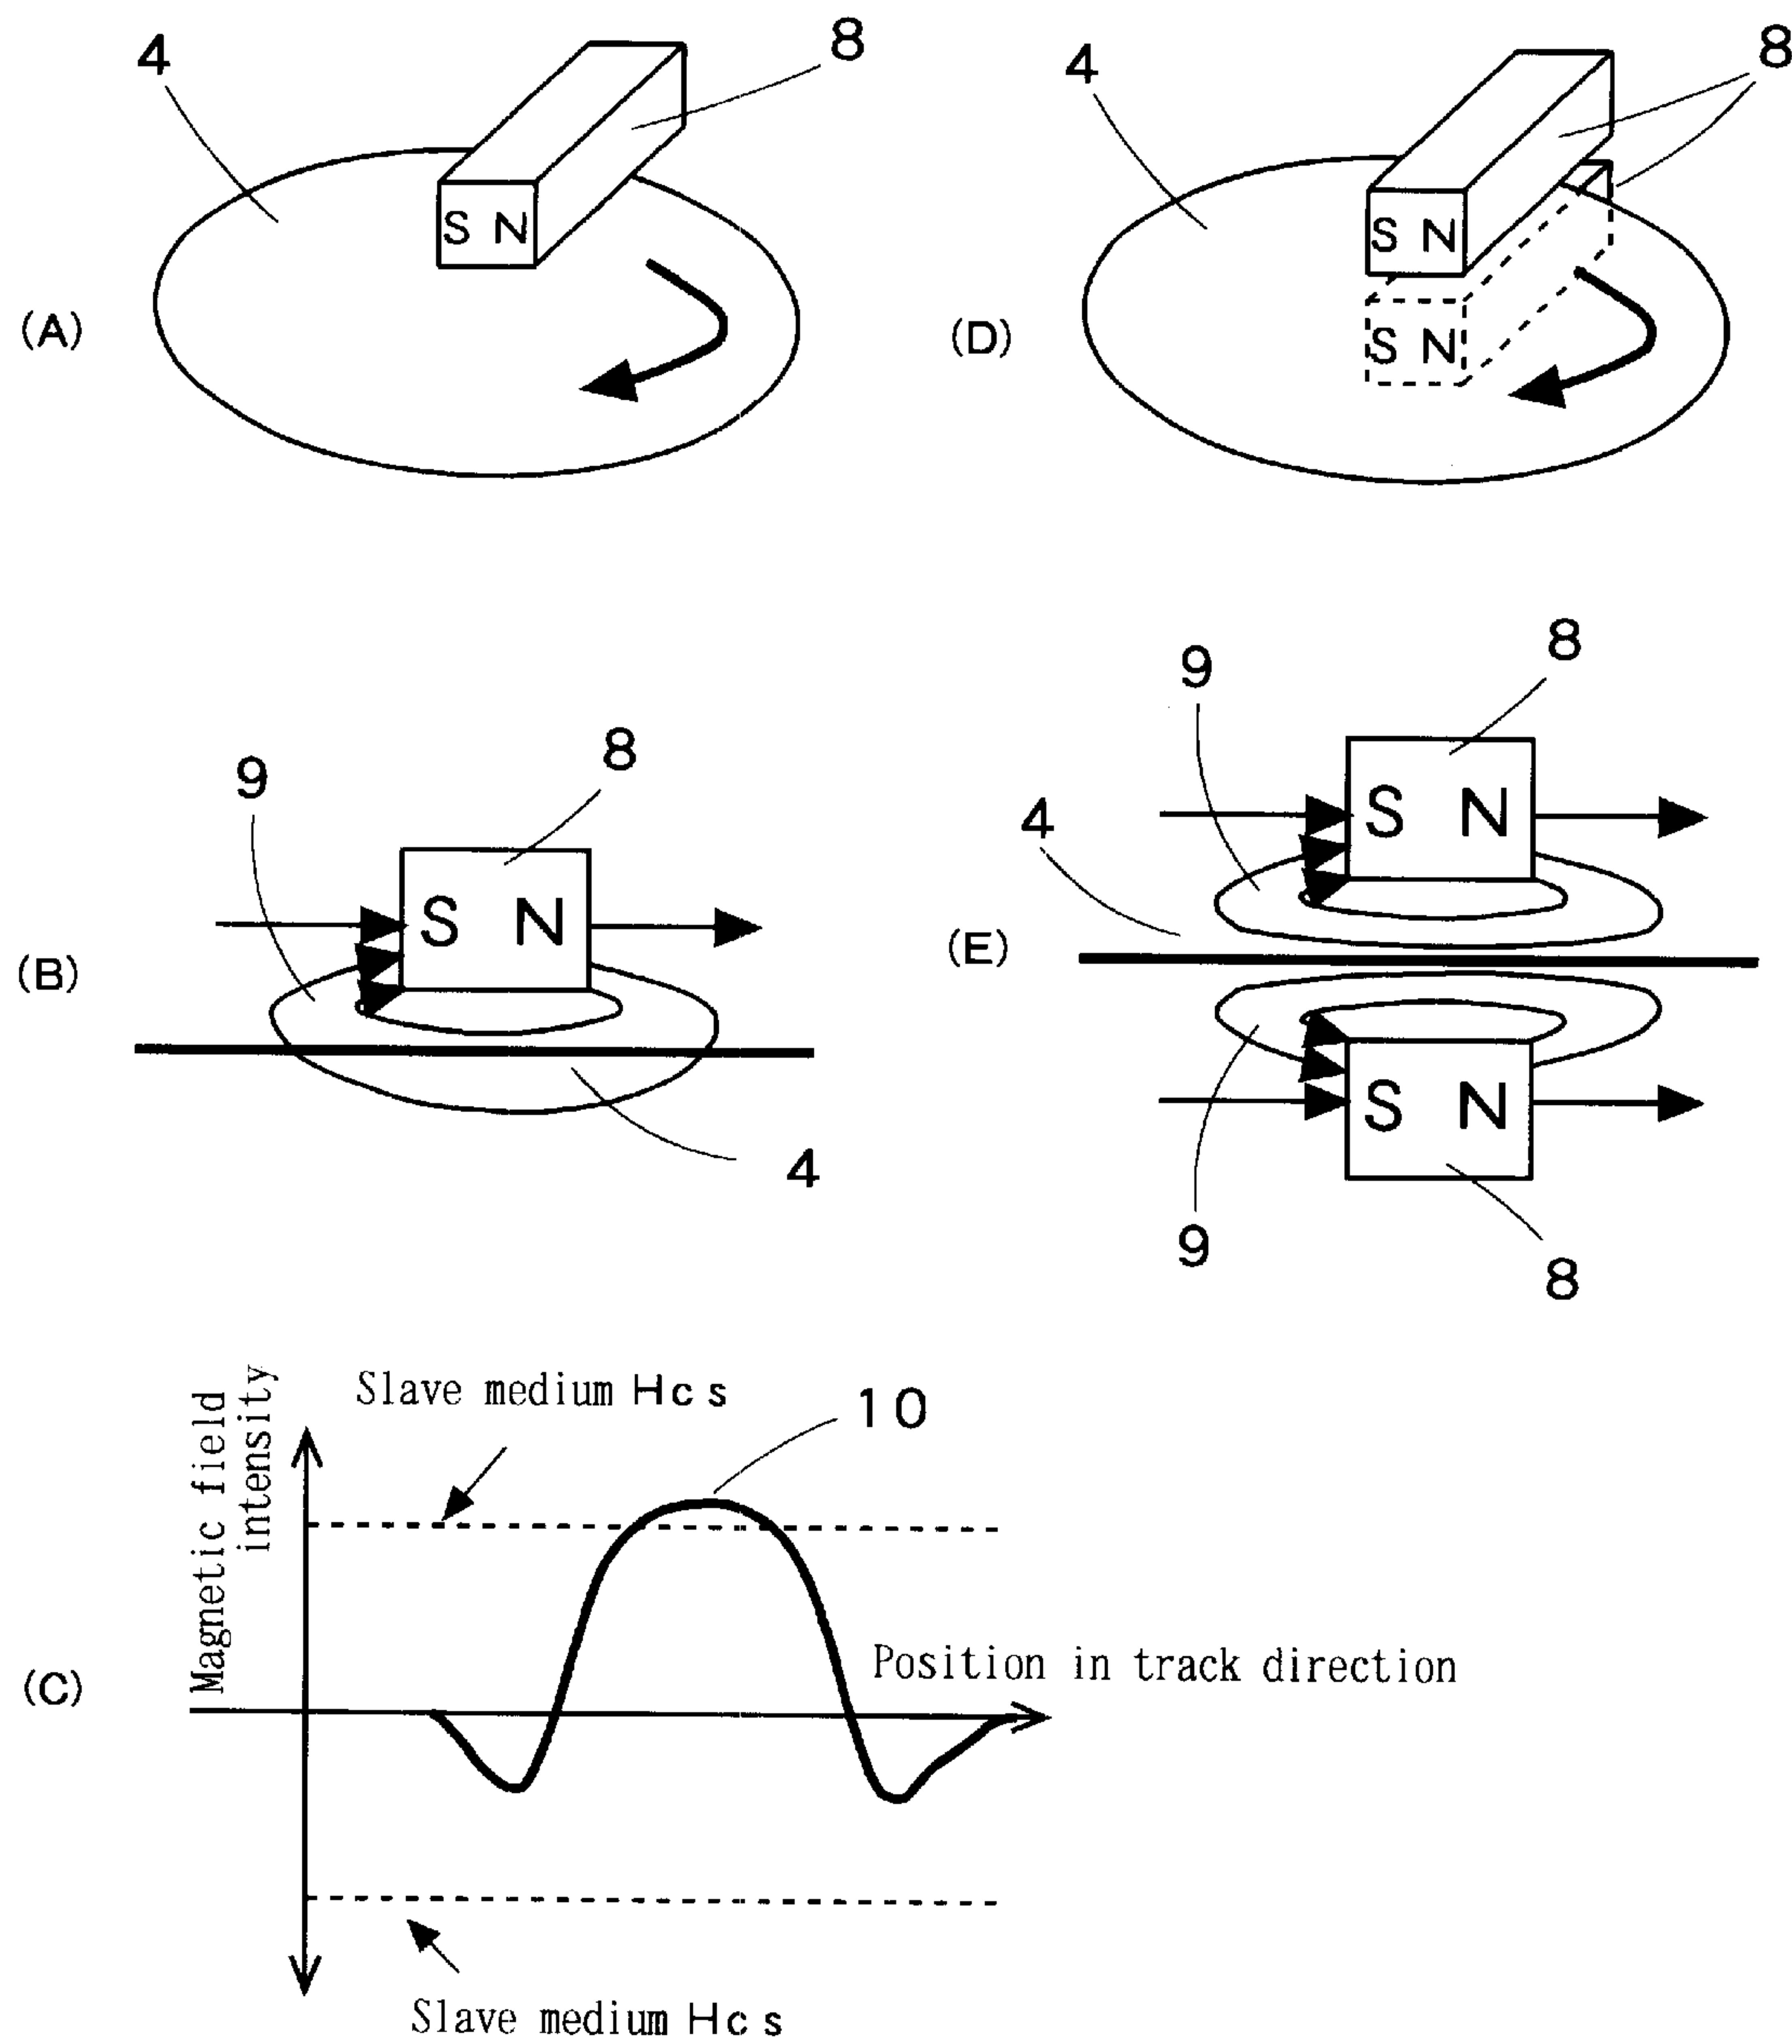 4
8
S N
(A)
4
8
S N
S N
(D)
9
8
S N
(B)
4
9
8
4
S N
(E)
S N
9
8
Magnetic field
intensity
Slave medium Hcs
10
Position in track direction
(C)
Slave medium Hcs